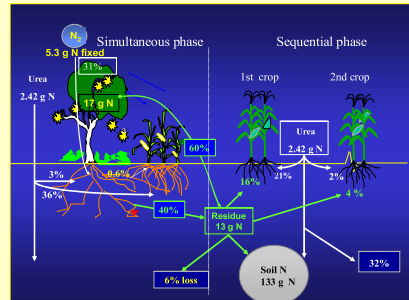 N2
5.3 g N fixed
Simultaneous phase
Sequential phase
31%
Urea
2.42 g N
17 g N
1st crop
2nd crop
Urea
2.42 g N
60%
3%
0.6%
36%
16%
21%
2%
4 %
40%
Residue
13 g N
6% loss
Soil N
133 g N
32%